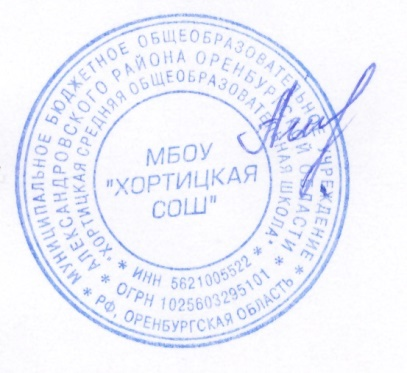 * МУНИЦИПАЛЬНОЕ БЮДЖЕТНОЕ ОБЩЕОБРАЗОВАТЕЛЬНОЕ УЧРЕЖДЕНИЕ *
РФ, ОРЕНБУРГСКАЯ ОБЛАСТЬ
* АЛЕКСАНДРОВСКОГО РАЙОНА ОРЕНБУРГСКОЙ ОБЛАСТИ *
ОГРН 1025603295101
* "ХОРТИЦКАЯ СРЕДНЯЯ ОБЩЕОБРАЗОВАТЕЛЬНАЯ ШКОЛА" *
ИНН 5621005522
МБОУ
"ХОРТИЦКАЯ
СОШ"